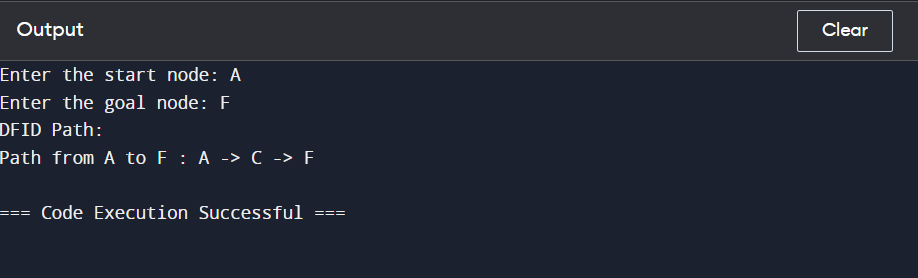 Output
Clear
Enter the start node: A
Enter the goal node: F
DFID Path:
Path from A to F : A -> C -> F
=== Code Execution Successful ===